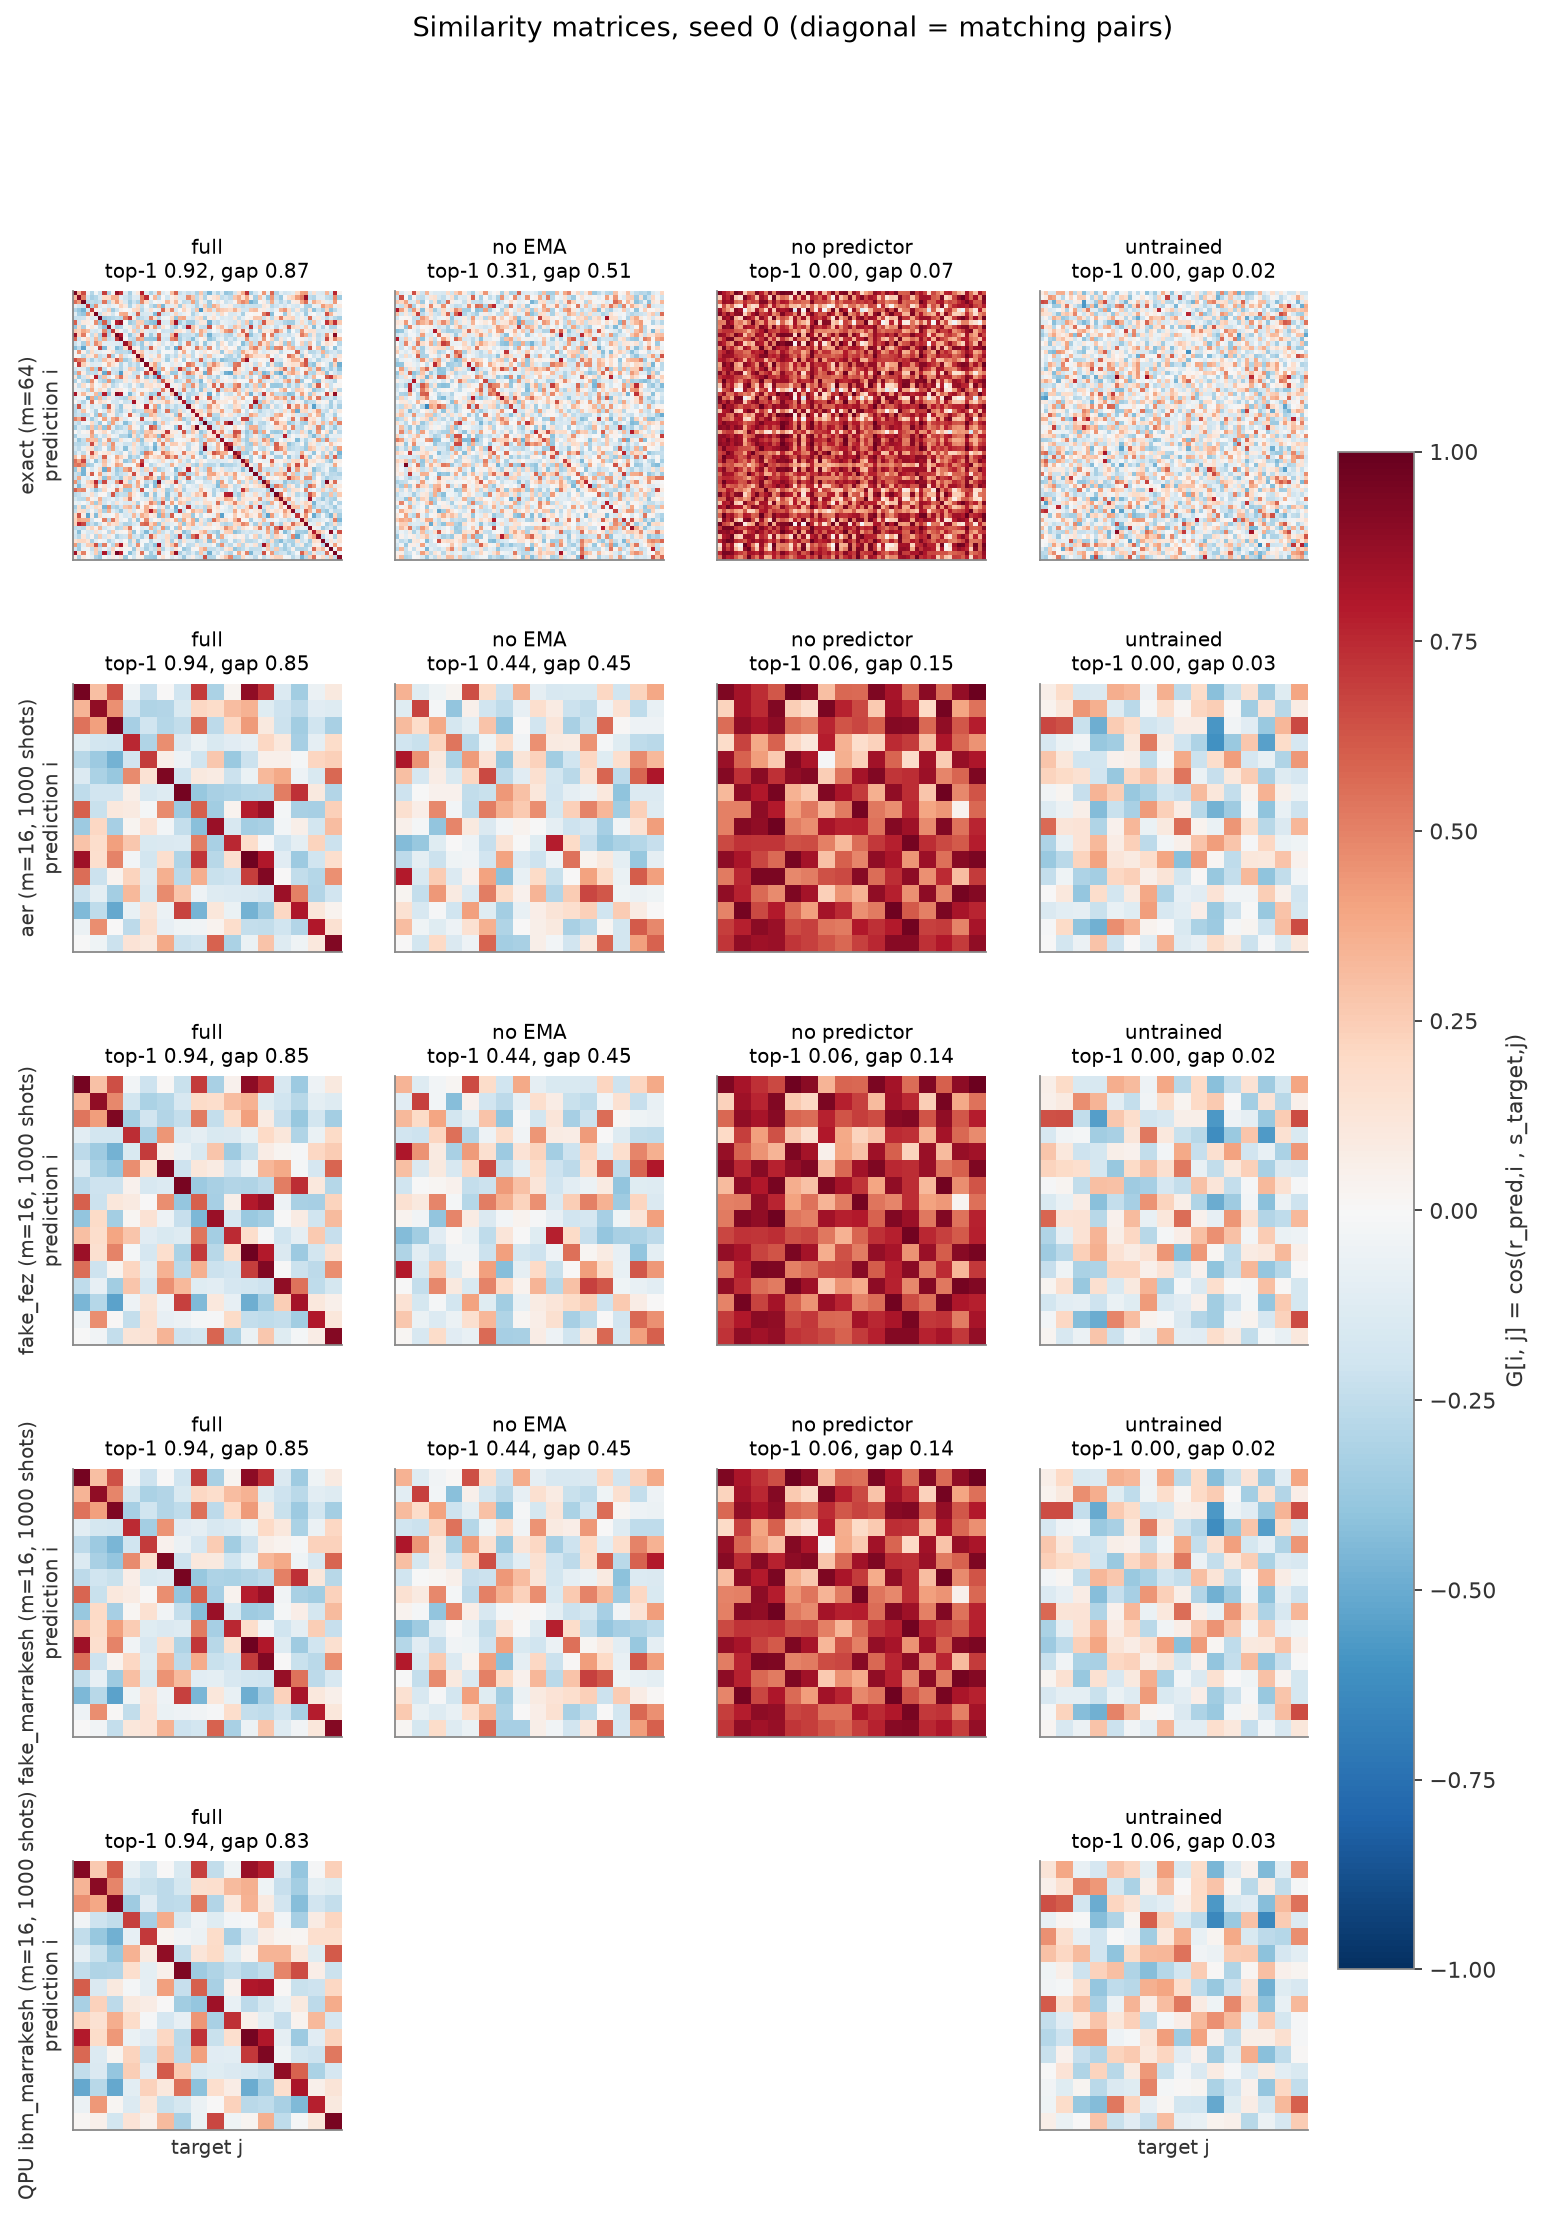 Similarity matrices, seed 0 (diagonal = matching pairs)
full
top-1 0.92, gap 0.87
no EMA
top-1 0.31, gap 0.51
no predictor
top-1 0.00, gap 0.07
untrained
top-1 0.00, gap 0.02
exact (m=64)
prediction i
full
top-1 0.94, gap 0.85
no EMA
top-1 0.44, gap 0.45
no predictor
top-1 0.06, gap 0.15
untrained
top-1 0.00, gap 0.03
aer (m=16, 1000 shots)
prediction i
full
top-1 0.94, gap 0.85
no EMA
top-1 0.44, gap 0.45
no predictor
top-1 0.06, gap 0.14
untrained
top-1 0.00, gap 0.02
fake_fez (m=16, 1000 shots)
prediction i
full
top-1 0.94, gap 0.85
no EMA
top-1 0.44, gap 0.45
no predictor
top-1 0.06, gap 0.14
untrained
top-1 0.00, gap 0.02
fake_marrakesh (m=16, 1000 shots)
prediction i
full
top-1 0.94, gap 0.83
untrained
top-1 0.06, gap 0.03
QPU ibm_marrakesh (m=16, 1000 shots)
prediction i
target j
target j
1.00
0.75
0.50
0.25
0.00
−0.25
−0.50
−0.75
−1.00
G[i, j] = cos(r_pred,i , s_target,j)